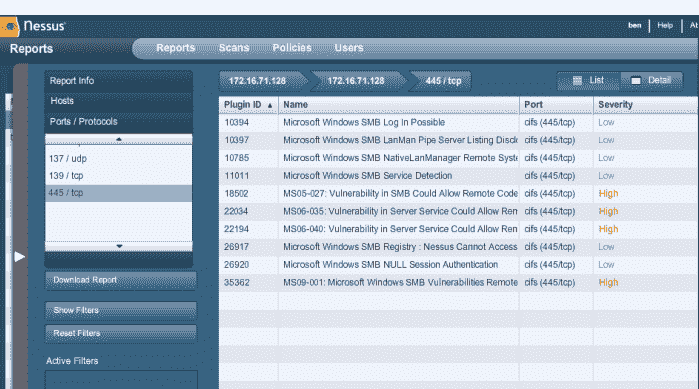 Nessus
ben Help
Reports
Reports Scans Policies Users
Report Info
Hosts
Ports / Protocols
137 / udp
139 / tcp
445 / tcp
Download Report
Show Filters
Reset Filters
Active Filters
172.16.71.128 172.16.71.128 445 / tcp
List Detail
Plugin ID Name Port Severity
10394 Microsoft Windows SMB Log In Possible cifs (445/tcp) Low
10397 Microsoft Windows SMB LanMan Pipe Server Listing Discl cifs (445/tcp) Low
10785 Microsoft Windows SMB NativeLanManager Remote Syste cifs (445/tcp) Low
11011 Microsoft Windows SMB Service Detection cifs (445/tcp) Low
18502 MS05-027: Vulnerability in SMB Could Allow Remote Code cifs (445/tcp) High
22034 MS06-035: Vulnerability in Server Service Could Allow Ren cifs (445/tcp) High
22194 MS06-040: Vulnerability in Server Service Could Allow Ren cifs (445/tcp) High
26917 Microsoft Windows SMB Registry : Nessus Cannot Access cifs (445/tcp) Low
26920 Microsoft Windows SMB NULL Session Authentication cifs (445/tcp) Low
35362 MS09-001: Microsoft Windows SMB Vulnerabilities Remote cifs (445/tcp) High